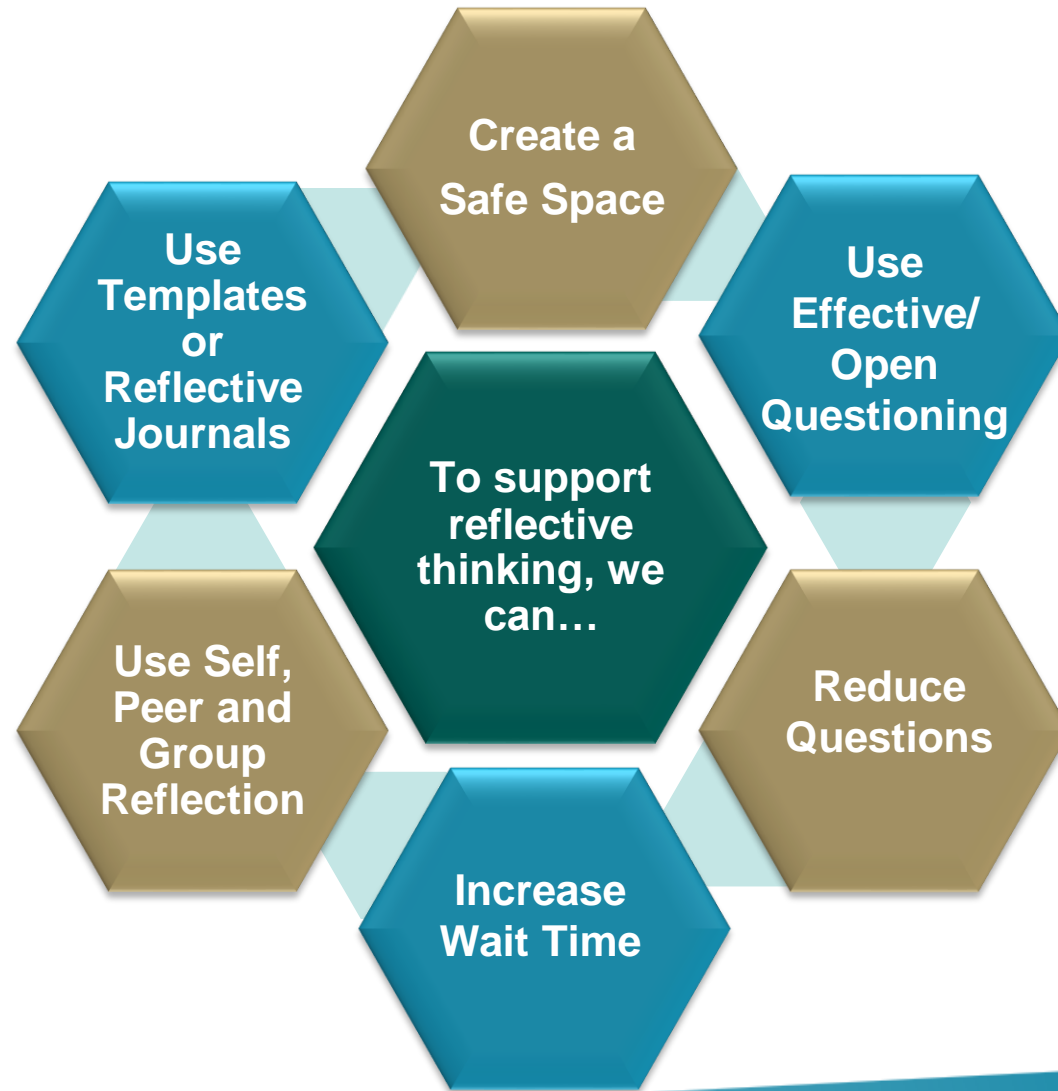 Create a
Safe Space
Use
Effective/
Open
Questioning
Reduce
Questions
Increase
Wait Time
Use Self,
Peer and
Group
Reflection
Use
Templates
or
Reflective
Journals
To support
reflective
thinking, we
can…